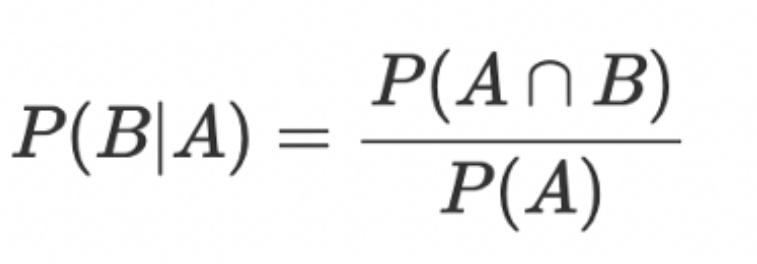 P(B|A) = P(A ∩ B) / P(A)